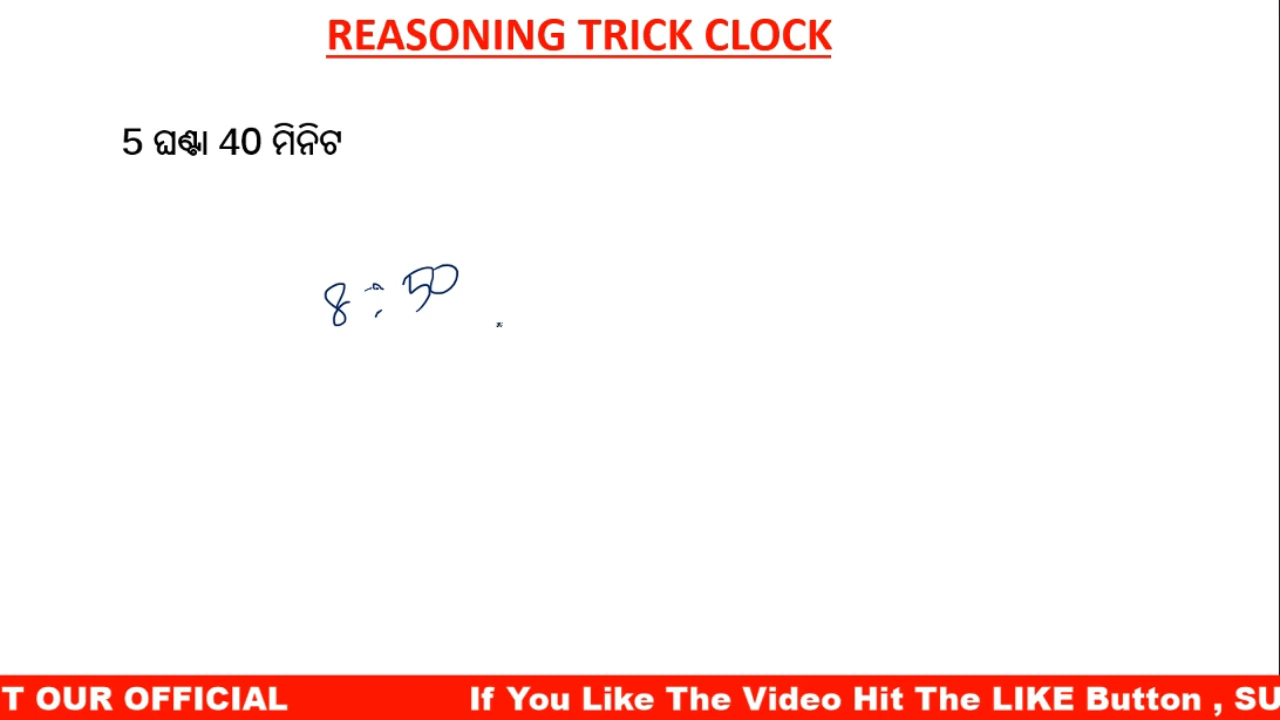 REASONING TRICK CLOCK
5 ଘଣ୍ଟା 40 ମିନିଟ
8 : 50
T OUR OFFICIAL If You Like The Video Hit The LIKE Button , SU